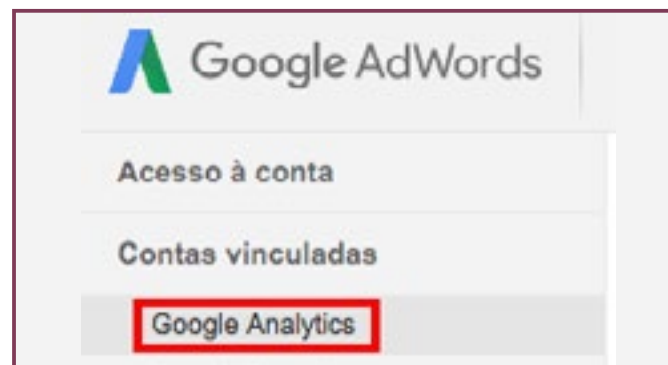 Google AdWords
Acesso à conta
Contas vinculadas
Google Analytics